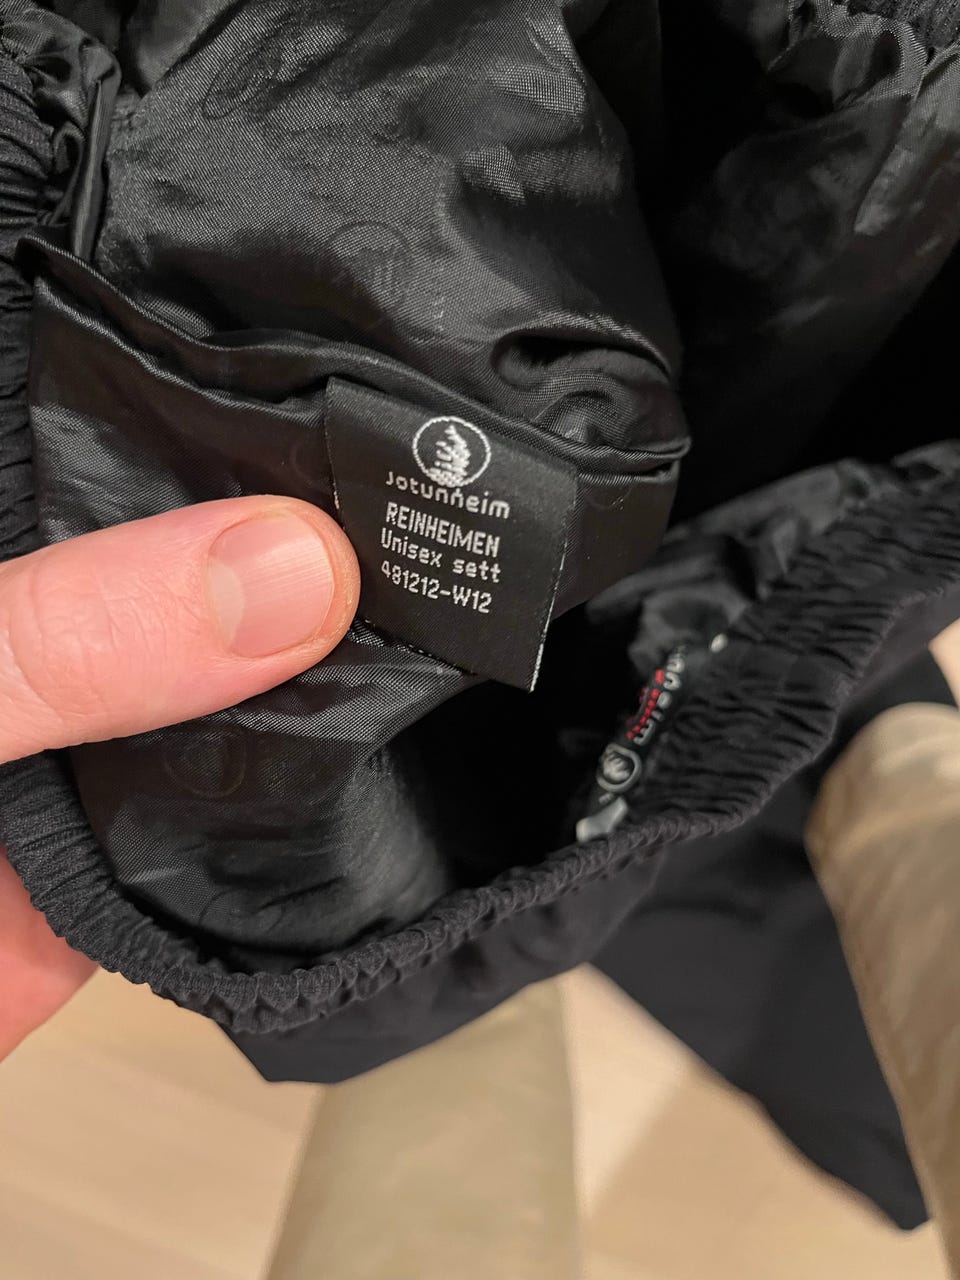 Jotunheim
REINHEIMEN
Unisex sett
481212-W12